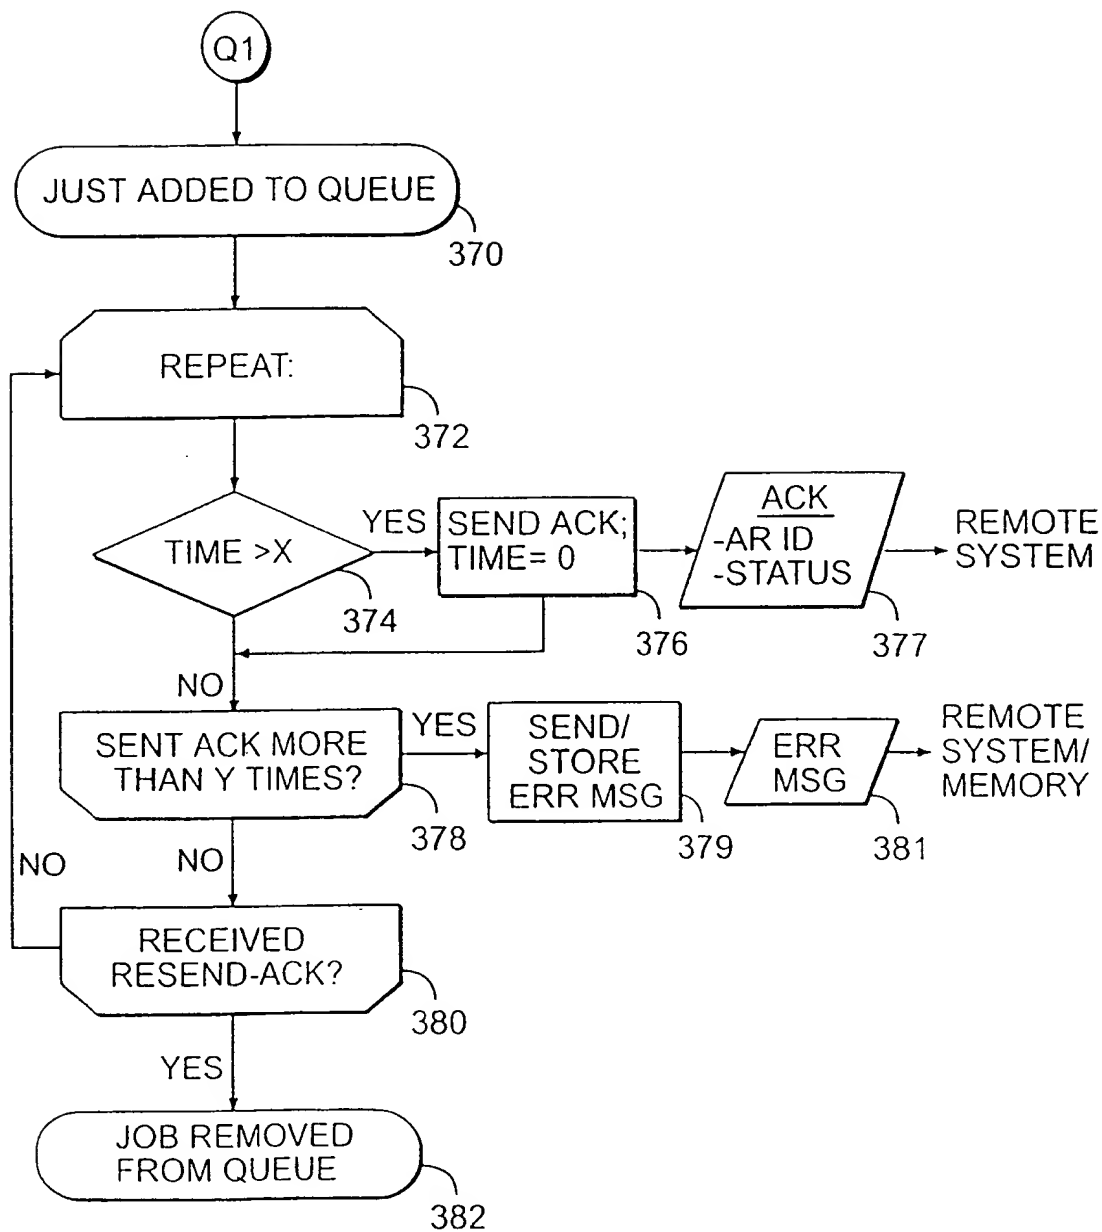 Q1
JUST ADDED TO QUEUE
370
REPEAT:
372
TIME >X
374
YES
SEND ACK;
TIME= 0
376
ACK
-AR ID
-STATUS
377
REMOTE
SYSTEM
NO
SENT ACK MORE
THAN Y TIMES?
378
YES
SEND/
STORE
ERR MSG
379
ERR
MSG
381
REMOTE
SYSTEM/
MEMORY
NO
NO
RECEIVED
RESEND-ACK?
380
YES
JOB REMOVED
FROM QUEUE
382